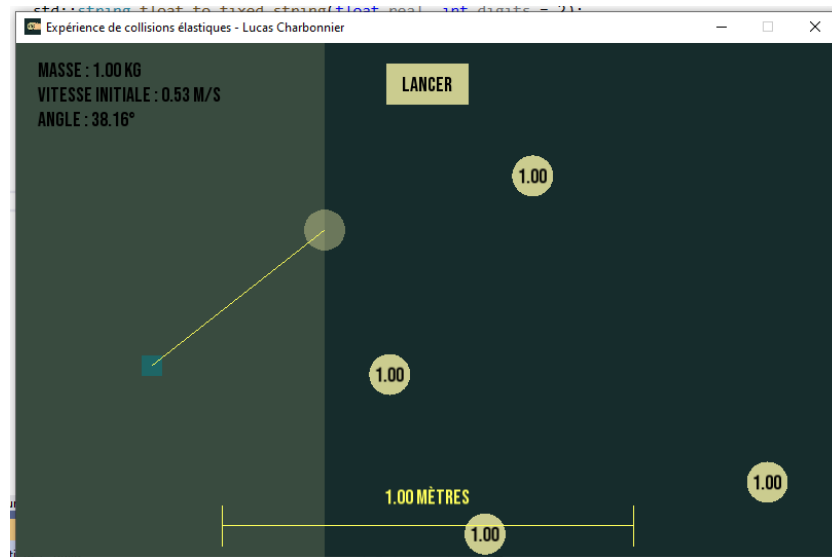 std::string float_to_fixed_string(float real, int digits = 2);
Expérience de collisions élastiques - Lucas Charbonnier
MASSE : 1.00 KG
VITESSE INITIALE : 0.53 M/S
ANGLE : 38.16°
LANCER
1.00
1.00
1.00
1.00 MÈTRES
1.00